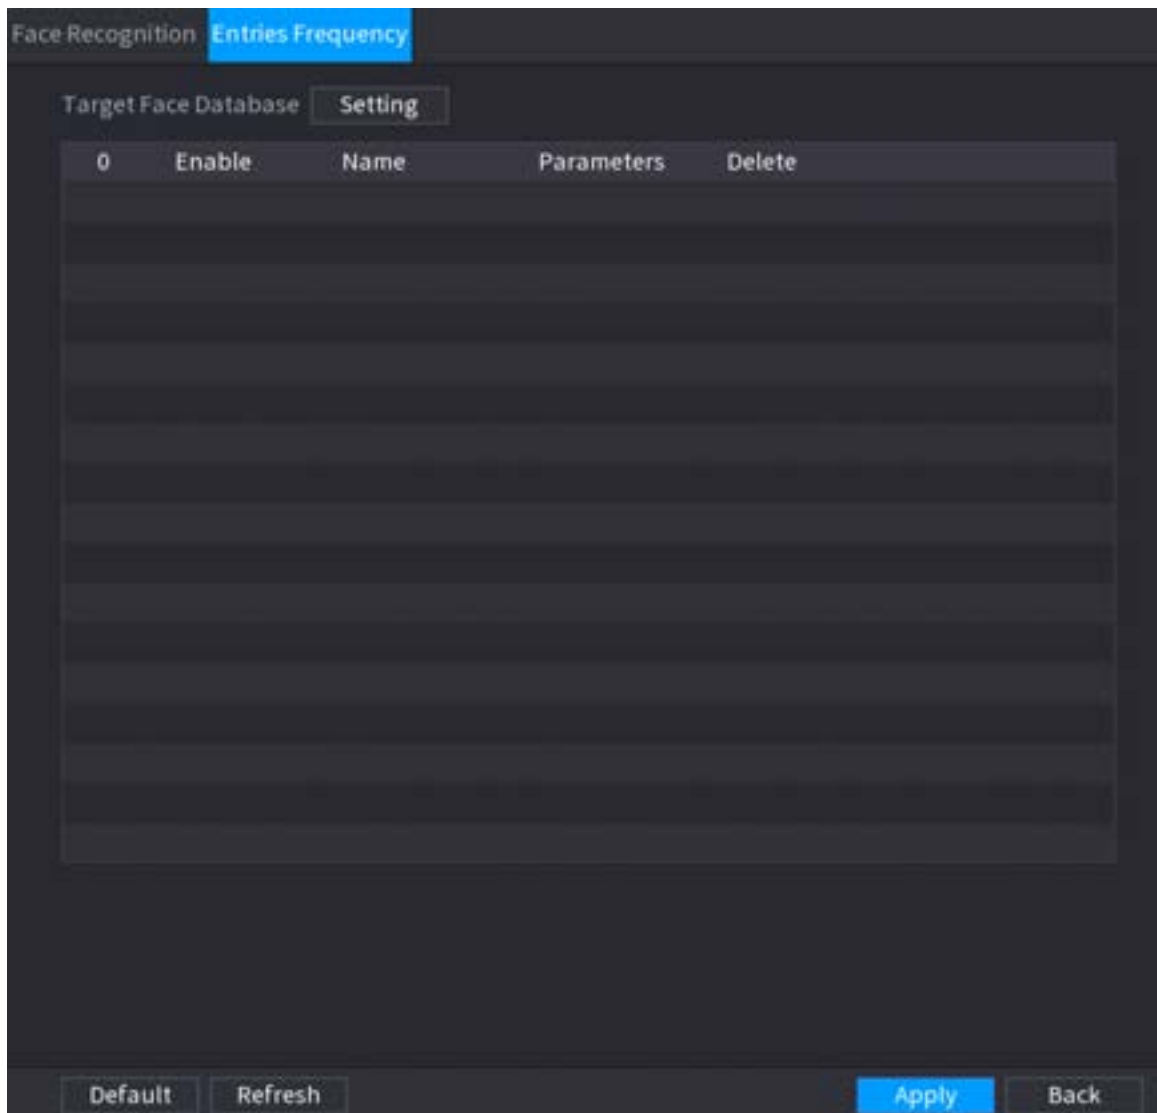 Face Recognition Entries Frequency
Target Face Database Setting
0 Enable Name Parameters Delete
Default Refresh Apply Back